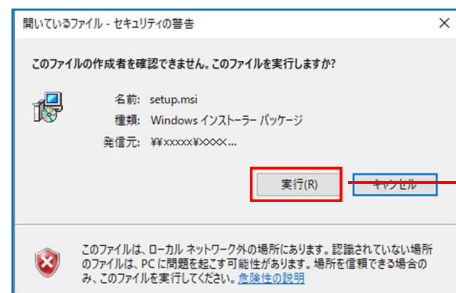 開いているファイル - セキュリティの警告
このファイルの作成者を確認できません。このファイルを実行しますか?
名前: setup.msi
種類: Windows インストーラー パッケージ
発信元: ¥¥xxxxx¥xxxx...
実行(R) キャンセル
このファイルは、ローカル ネットワーク外の場所にあります。認識されていない場所
のファイルは、PC に問題を起こす可能性があります。場所を信頼できる場合の
み、このファイルを実行してください。危険性の説明